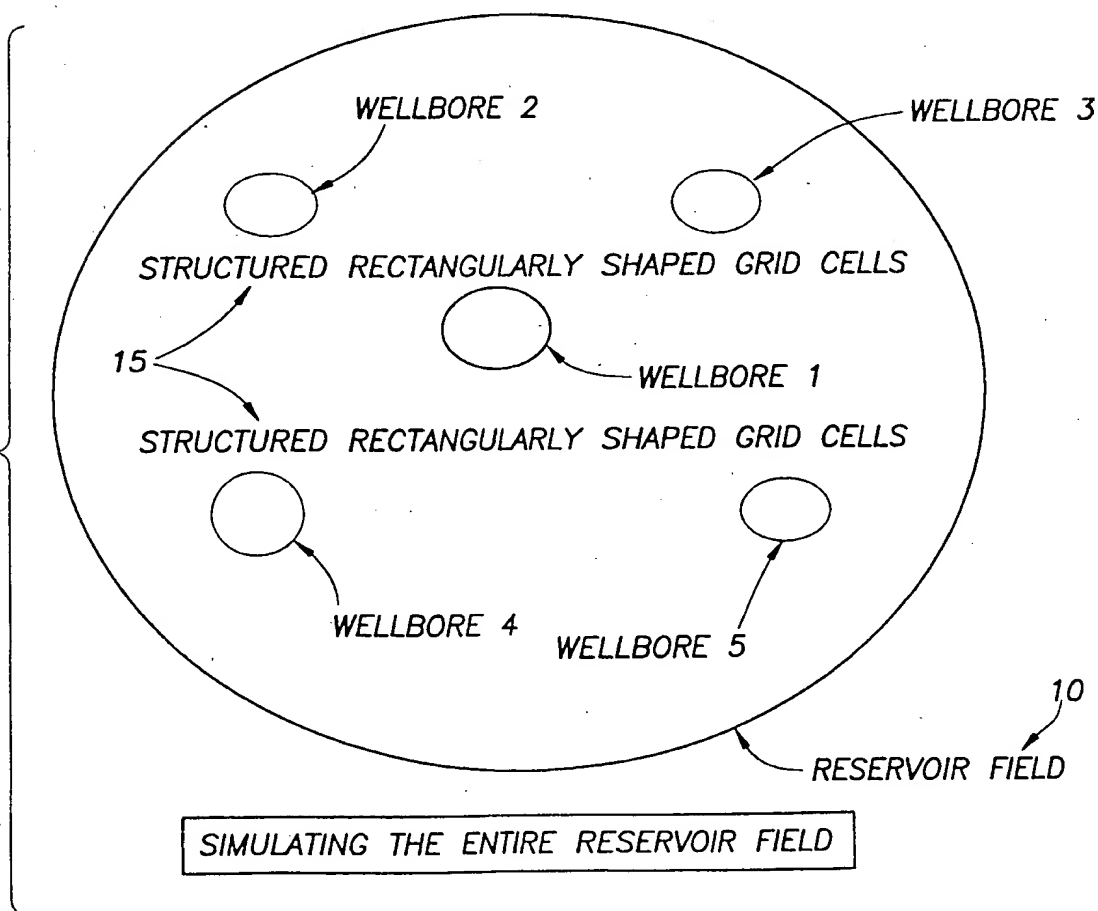 WELLBORE 2
WELLBORE 3
STRUCTURED RECTANGULARLY SHAPED GRID CELLS
15
WELLBORE 1
STRUCTURED RECTANGULARLY SHAPED GRID CELLS
WELLBORE 4
WELLBORE 5
10
RESERVOIR FIELD
SIMULATING THE ENTIRE RESERVOIR FIELD